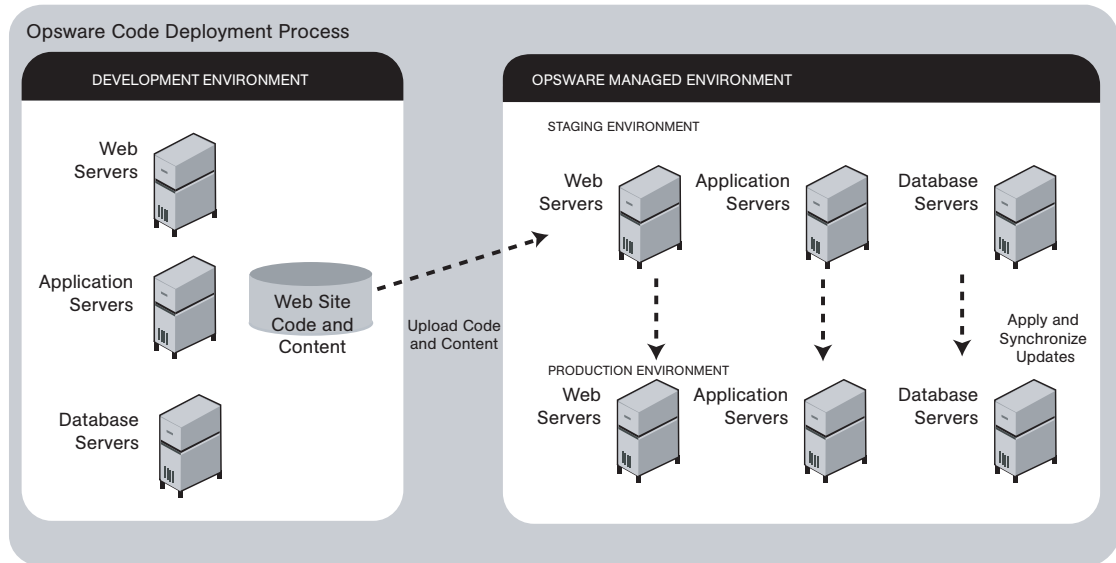 Opsware Code Deployment Process
DEVELOPMENT ENVIRONMENT
Web
Servers
Application
Servers
Web Site
Code and
Content
Database
Servers
Upload Code
and Content
OPSWARE MANAGED ENVIRONMENT
STAGING ENVIRONMENT
Web
Servers
Application
Servers
Database
Servers
Apply and
Synchronize
Updates
PRODUCTION ENVIRONMENT
Web
Servers
Application
Servers
Database
Servers